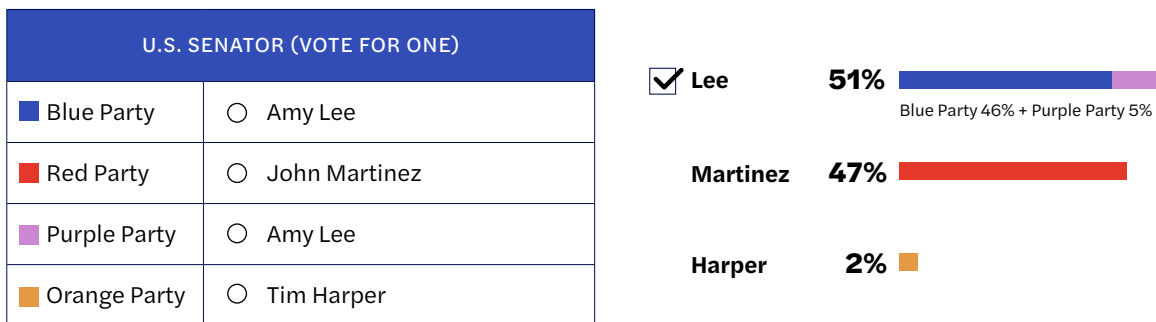 U.S. SENATOR (VOTE FOR ONE)
Blue Party Amy Lee
Red Party John Martinez
Purple Party Amy Lee
Orange Party Tim Harper
Lee 51%
Blue Party 46% + Purple Party 5%
Martinez 47%
Harper 2%